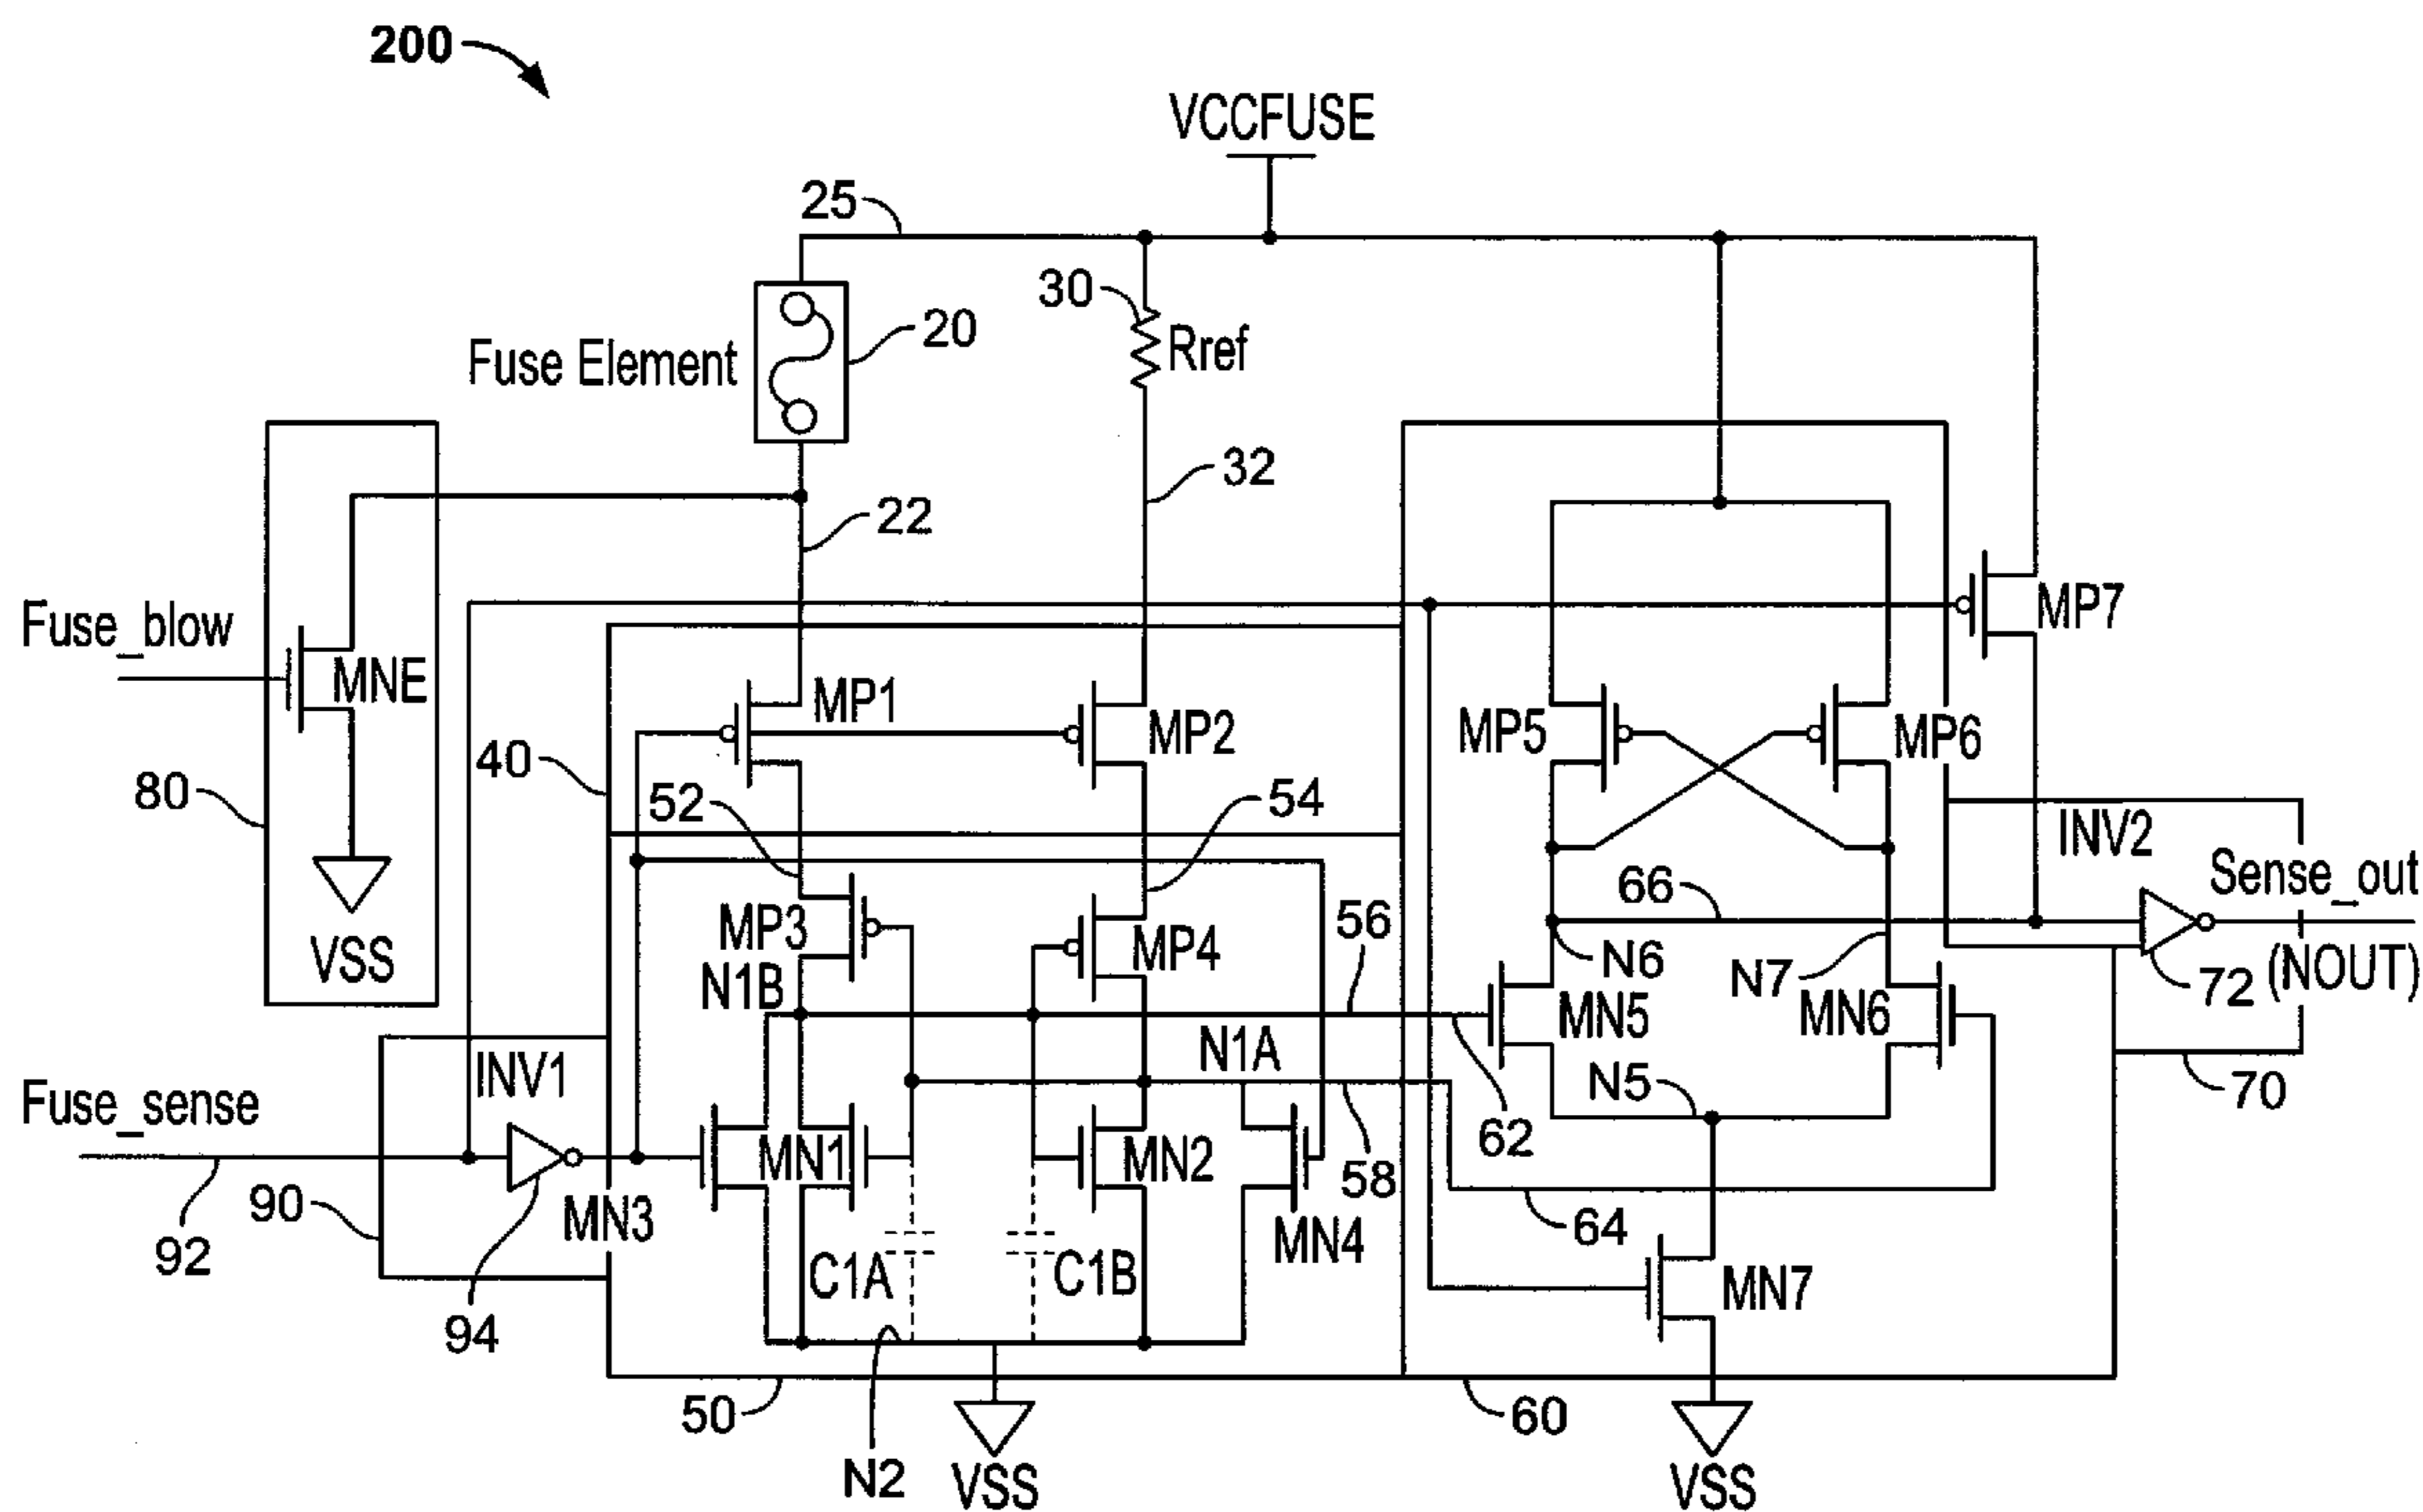 200
VCCFUSE
25
30
Rref
20
Fuse Element
32
22
Fuse_blow
MNE
MP1
MP2
MP5
MP6
MP7
40
80
52
54
INV2
Sense_out
(NOUT)
MP3
N1B
MP4
56
66
N6
N7
72
VSS
INV1
N1A
MN5
MN6
N5
70
Fuse_sense
MN1
MN2
62
58
90
92
MN3
94
C1A
C1B
MN4
64
MN7
50
N2
VSS
60
VSS